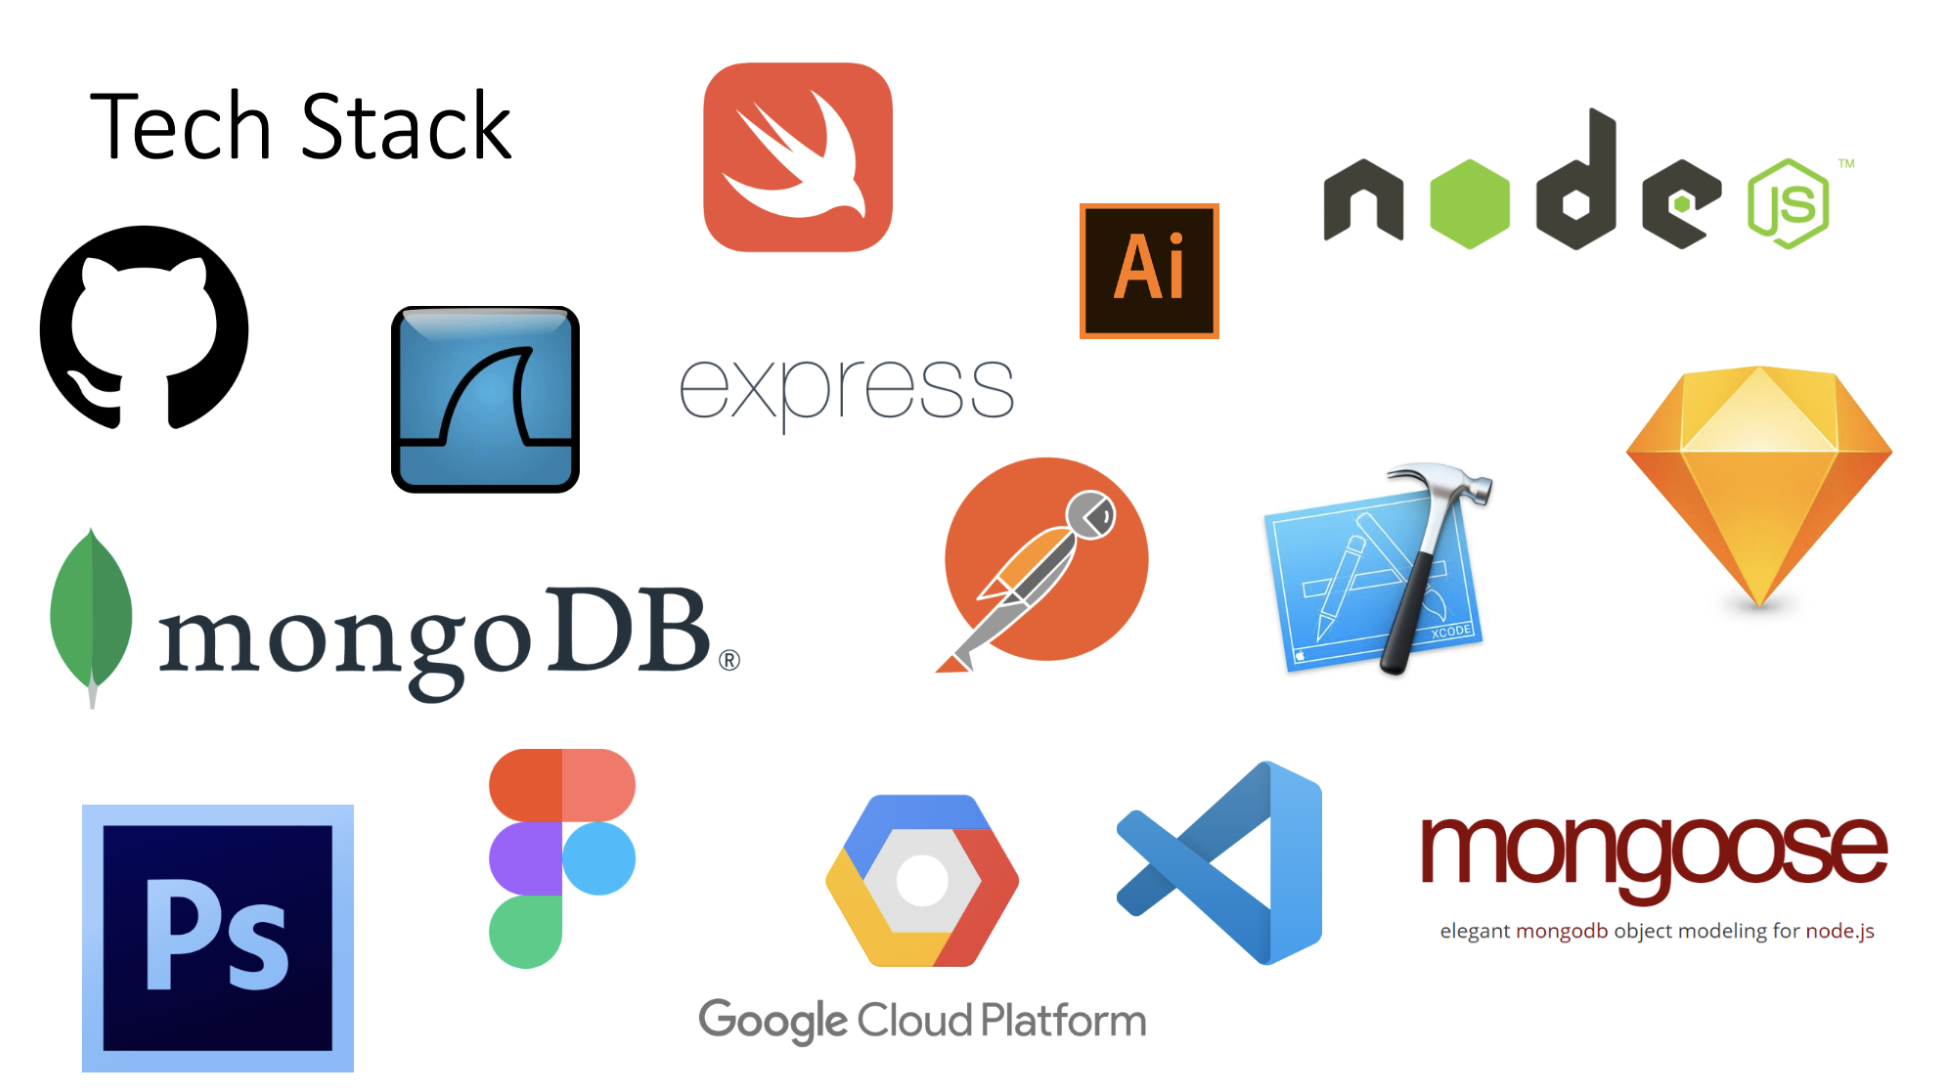 Tech Stack
node JS ™
Ai
express
XCODE
mongoDB®
Ps
Google Cloud Platform
mongoose
elegant mongodb object modeling for node.js